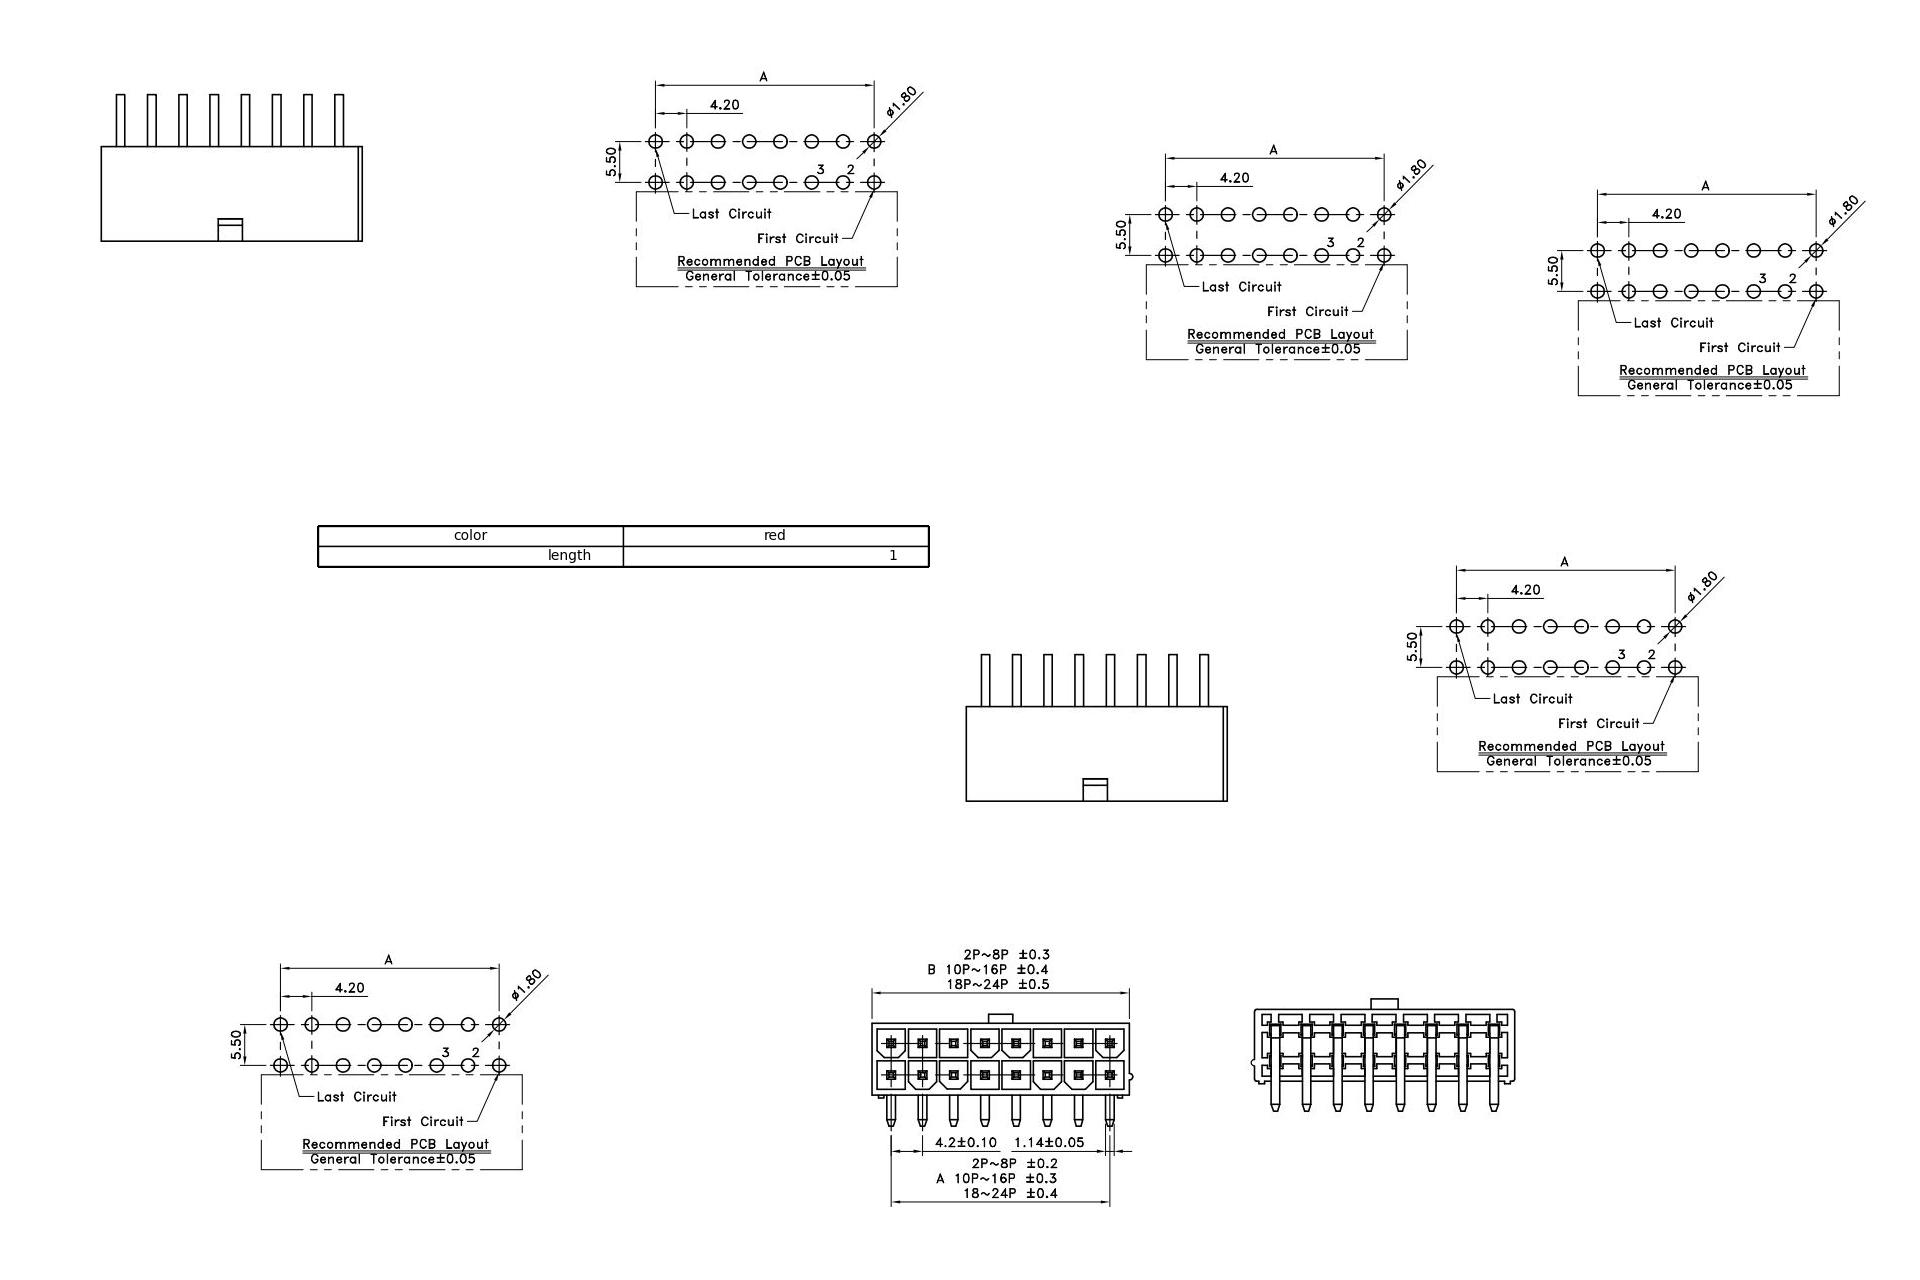 A
4.20
ø1.80
5.50
3 2
Last Circuit
First Circuit
Recommended PCB Layout
General Tolerance±0.05
A
4.20
ø1.80
5.50
3 2
Last Circuit
First Circuit
Recommended PCB Layout
General Tolerance±0.05
A
4.20
ø1.80
5.50
3 2
Last Circuit
First Circuit
Recommended PCB Layout
General Tolerance±0.05
color red
length 1
A
4.20
ø1.80
5.50
3 2
Last Circuit
First Circuit
Recommended PCB Layout
General Tolerance±0.05
A
4.20
ø1.80
5.50
3 2
Last Circuit
First Circuit
Recommended PCB Layout
General Tolerance±0.05
2P~8P ±0.3
B 10P~16P ±0.4
18P~24P ±0.5
4.2±0.10 1.14±0.05
2P~8P ±0.2
A 10P~16P ±0.3
18~24P ±0.4